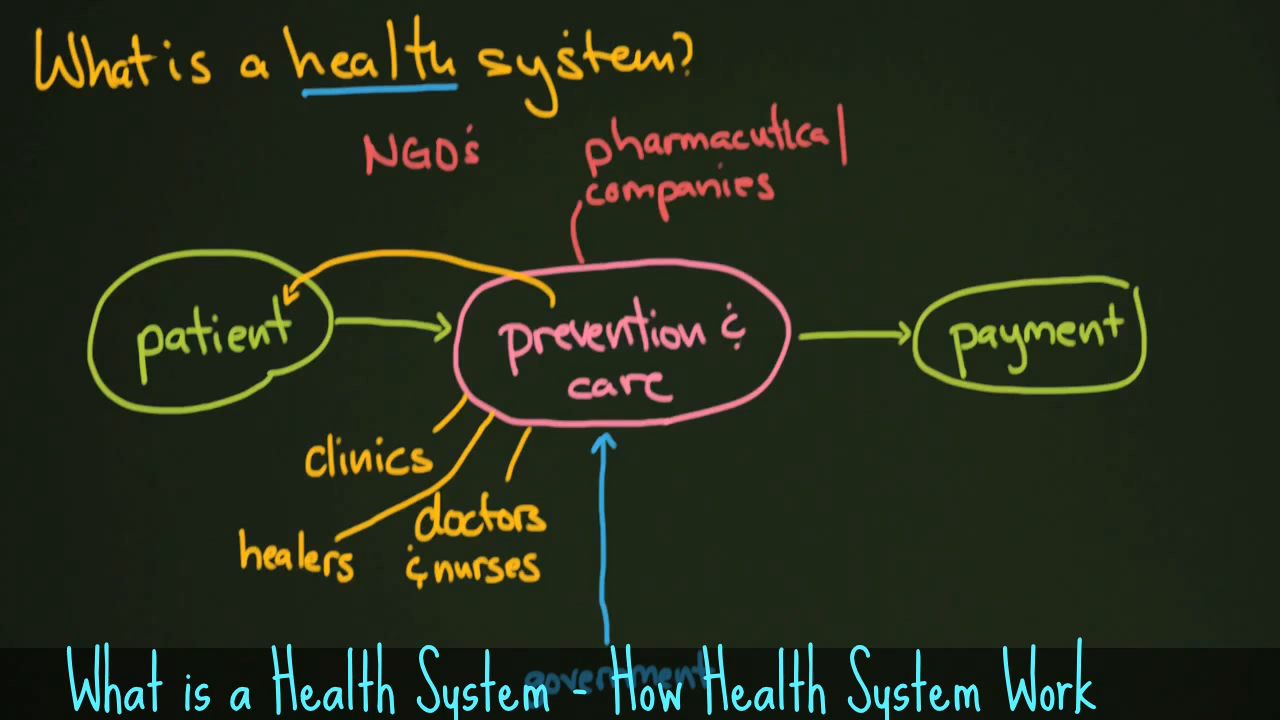 What is a health system?
NGO's
pharmacutical
companies
patient
prevention &
care
payment
clinics
healers
doctors
& nurses
government
What is a Health System - How Health System Work